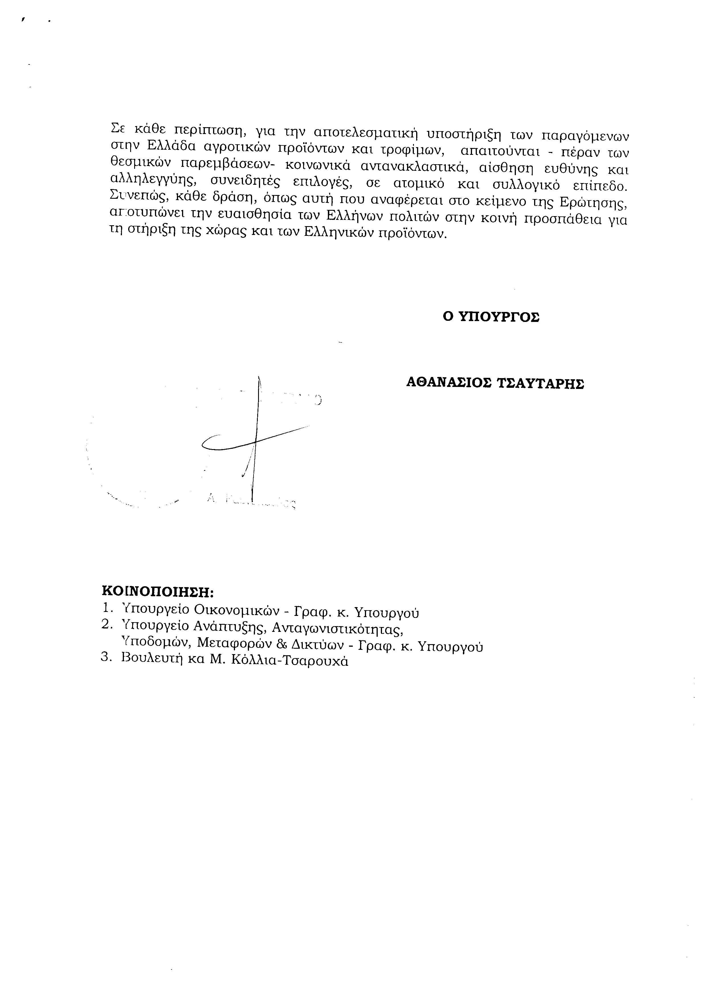 Σε κάθε περίπτωση, για την αποτελεσματική υποστήριξη των παραγόμενων
στην Ελλάδα αγροτικών προϊόντων και τροφίμων, απαιτούνται - πέραν των
θεσμικών παρεμβάσεων- κοινωνικά αντανακλαστικά, αίσθηση ευθύνης και
αλληλεγγύης, συνειδητές επιλογές, σε ατομικό και συλλογικό επίπεδο.
Συνεπώς, κάθε δράση, όπως αυτή που αναφέρεται στο κείμενο της Ερώτησης,
αποτυπώνει την ευαισθησία των Ελλήνων πολιτών στην κοινή προσπάθεια για
τη στήριξη της χώρας και των Ελληνικών προϊόντων.
Ο ΥΠΟΥΡΓΟΣ
ΑΘΑΝΑΣΙΟΣ ΤΣΑΥΤΑΡΗΣ
ΚΟΙΝΟΠΟΙΗΣΗ:
1. Υπουργείο Οικονομικών - Γραφ. κ. Υπουργού
2. Υπουργείο Ανάπτυξης, Ανταγωνιστικότητας,
Υποδομών, Μεταφορών & Δικτύων - Γραφ. κ. Υπουργού
3. Βουλευτή κα Μ. Κόλλια-Τσαρουχά